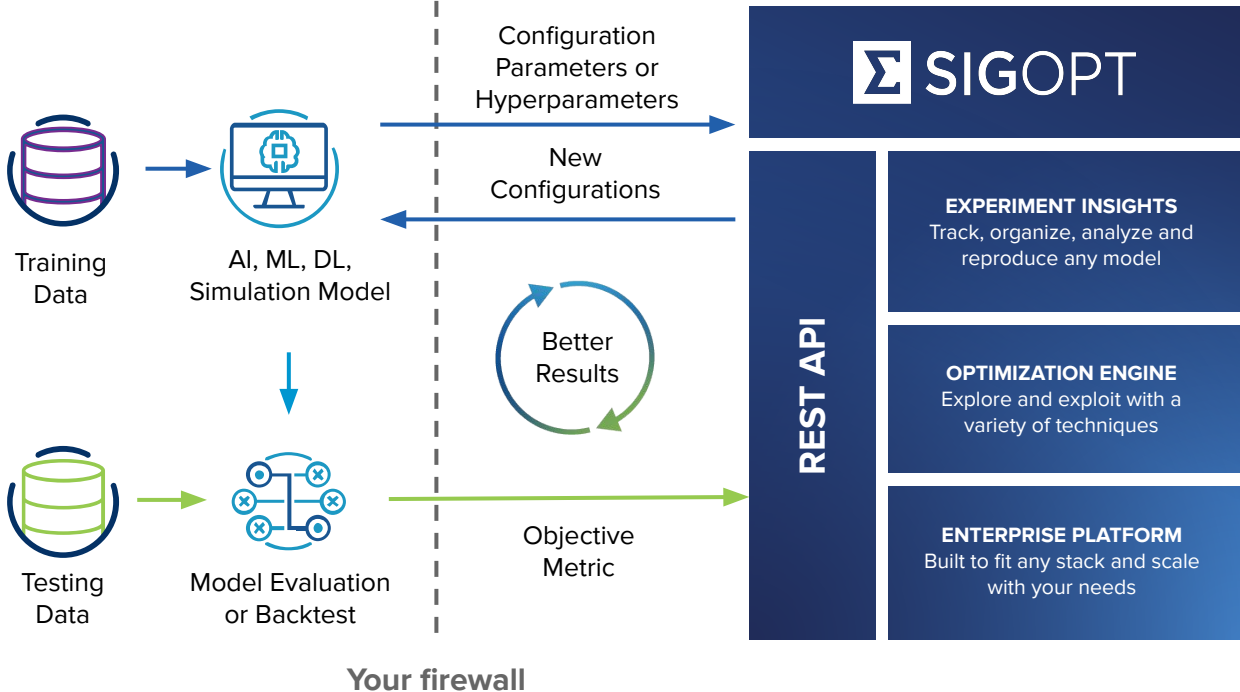 Configuration
Parameters or
Hyperparameters
New
Configurations
Training
Data
AI, ML, DL,
Simulation Model
Better
Results
Testing
Data
Model Evaluation
or Backtest
Objective
Metric
Your firewall
Σ SIGOPT
REST API
EXPERIMENT INSIGHTS
Track, organize, analyze and
reproduce any model
OPTIMIZATION ENGINE
Explore and exploit with a
variety of techniques
ENTERPRISE PLATFORM
Built to fit any stack and scale
with your needs